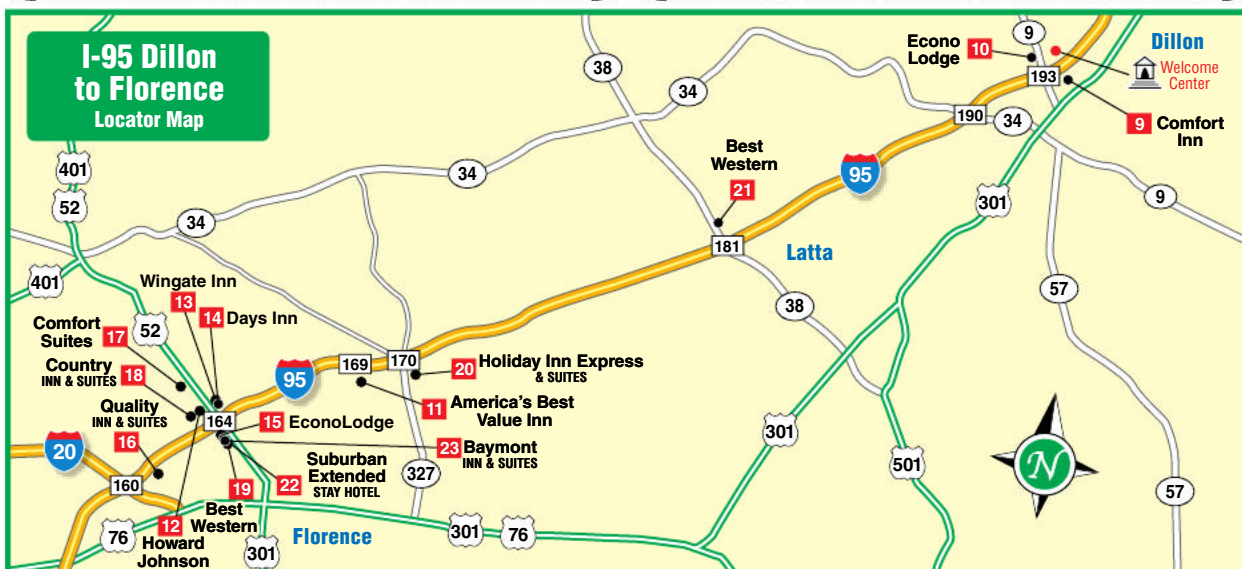 I-95 Dillon
to Florence
Locator Map
401
52
401
52
34
34
34
38
Econo
Lodge
10
9
Dillon
Welcome
Center
193
190
34
9
Comfort
Inn
9
Best
Western
21
95
301
181
Latta
38
57
Wingate Inn
13
14
Days Inn
Comfort
Suites
17
Country
INN & SUITES
18
Quality
INN & SUITES
16
95
169
170
20
Holiday Inn Express
& SUITES
11
America's Best
Value Inn
164
15
EconoLodge
23
Baymont
INN & SUITES
Suburban
Extended
STAY HOTEL
22
19
Best
Western
12
Howard
Johnson
20
160
76
301
Florence
327
301
76
301
501
N
57